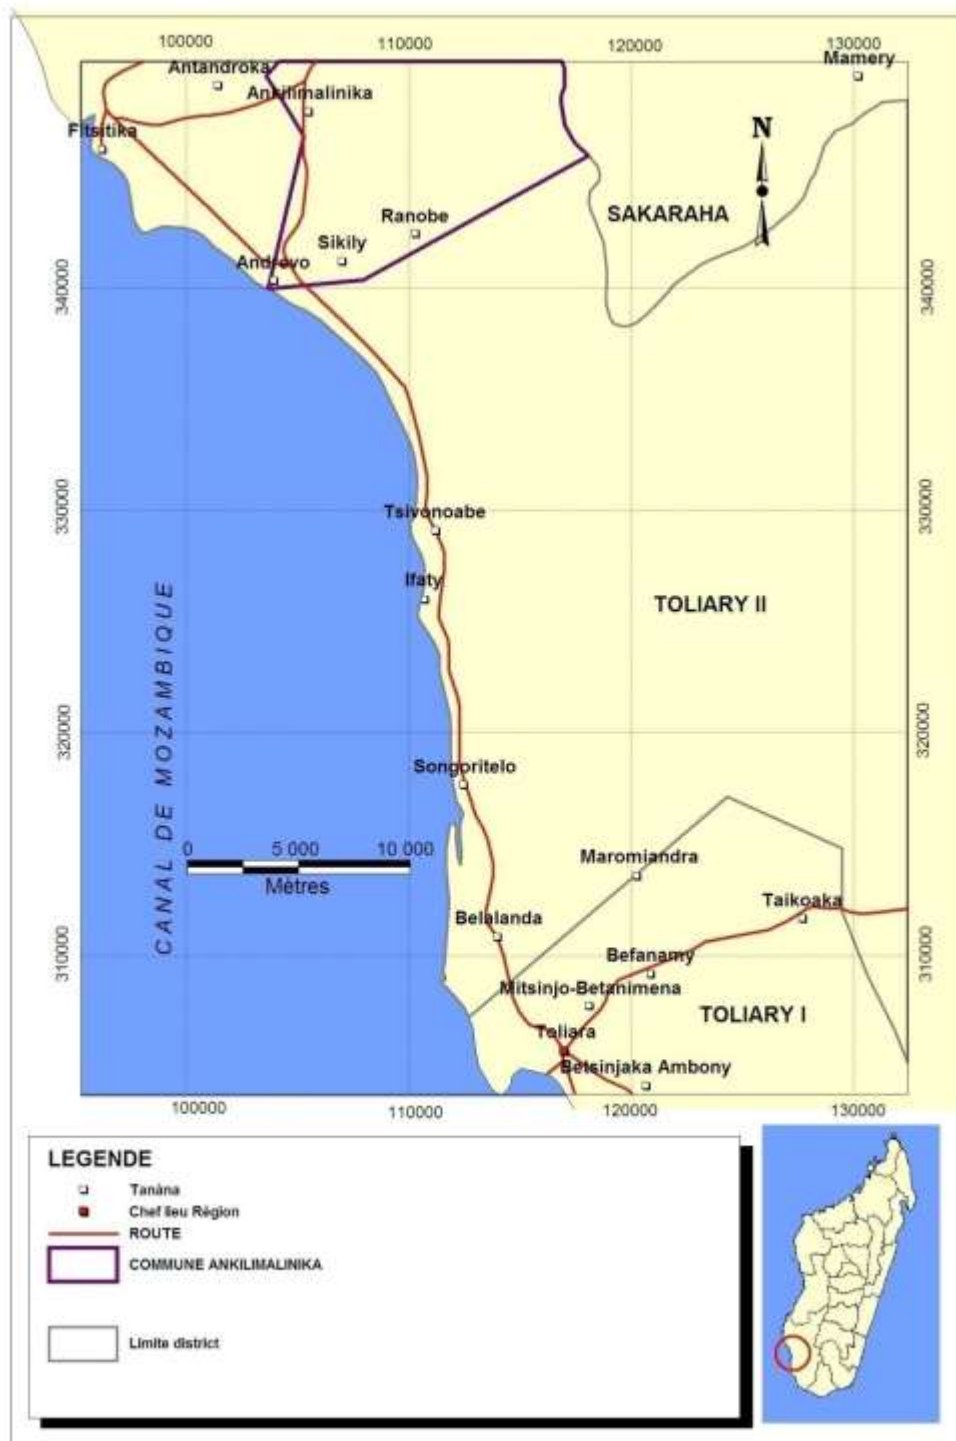 100000 110000 120000 130000
Mamery
Antandroka
Ankilimalinika
Fitsitika
N
Ranobe
SAKARAHA
Sikily
Androvo
340000 340000
330000 330000
Tsivonoabe
Ifaty
TOLIARY II
CANAL DE MOZAMBIQUE
320000 320000
Songoritelo
0 5 000 10 000
Mètres
Maromiandra
Taikoaka
Belalanda
Befanamy
310000 310000
Mitsinjo-Betanimena
TOLIARY I
Toliara
Betsinjaka Ambony
100000 110000 120000 130000
LEGENDE
Tanàna
Chef lieu Règion
ROUTE
COMMUNE ANKILIMALINIKA
Limite district